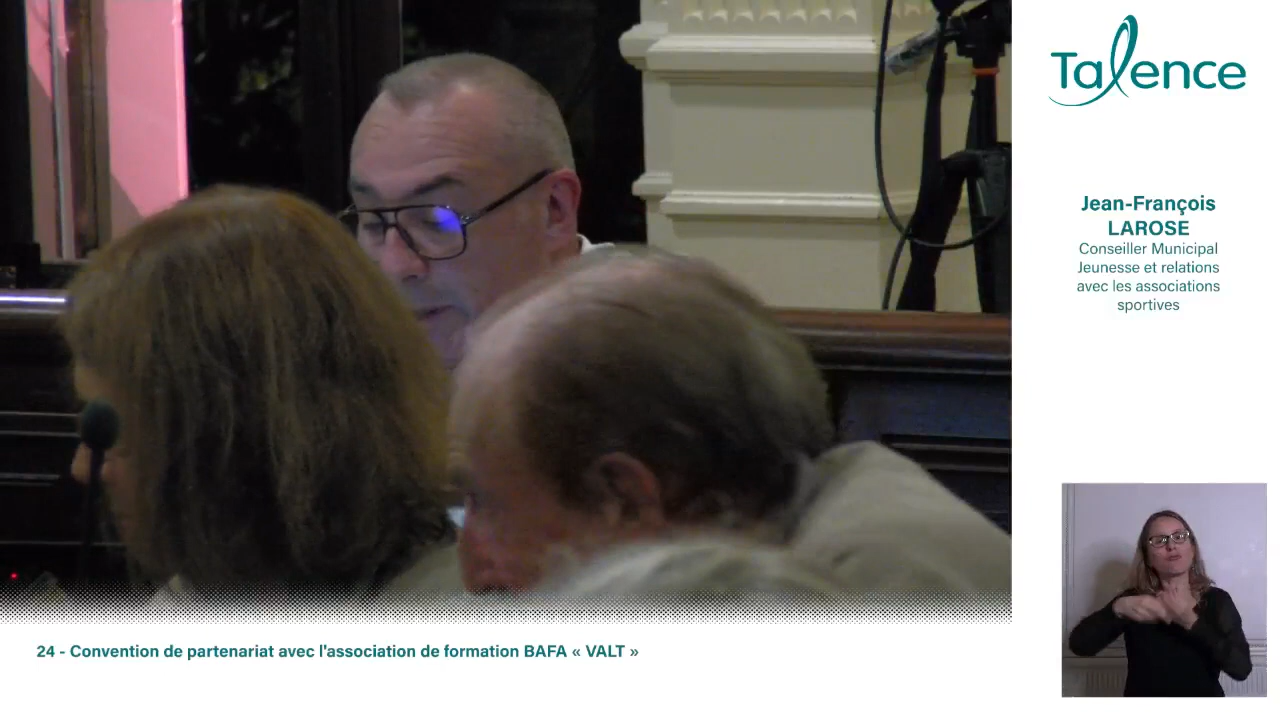 Talence
Jean-François
LAROSE
Conseiller Municipal
Jeunesse et relations
avec les associations
sportives
24 - Convention de partenariat avec l'association de formation BAFA « VALT »